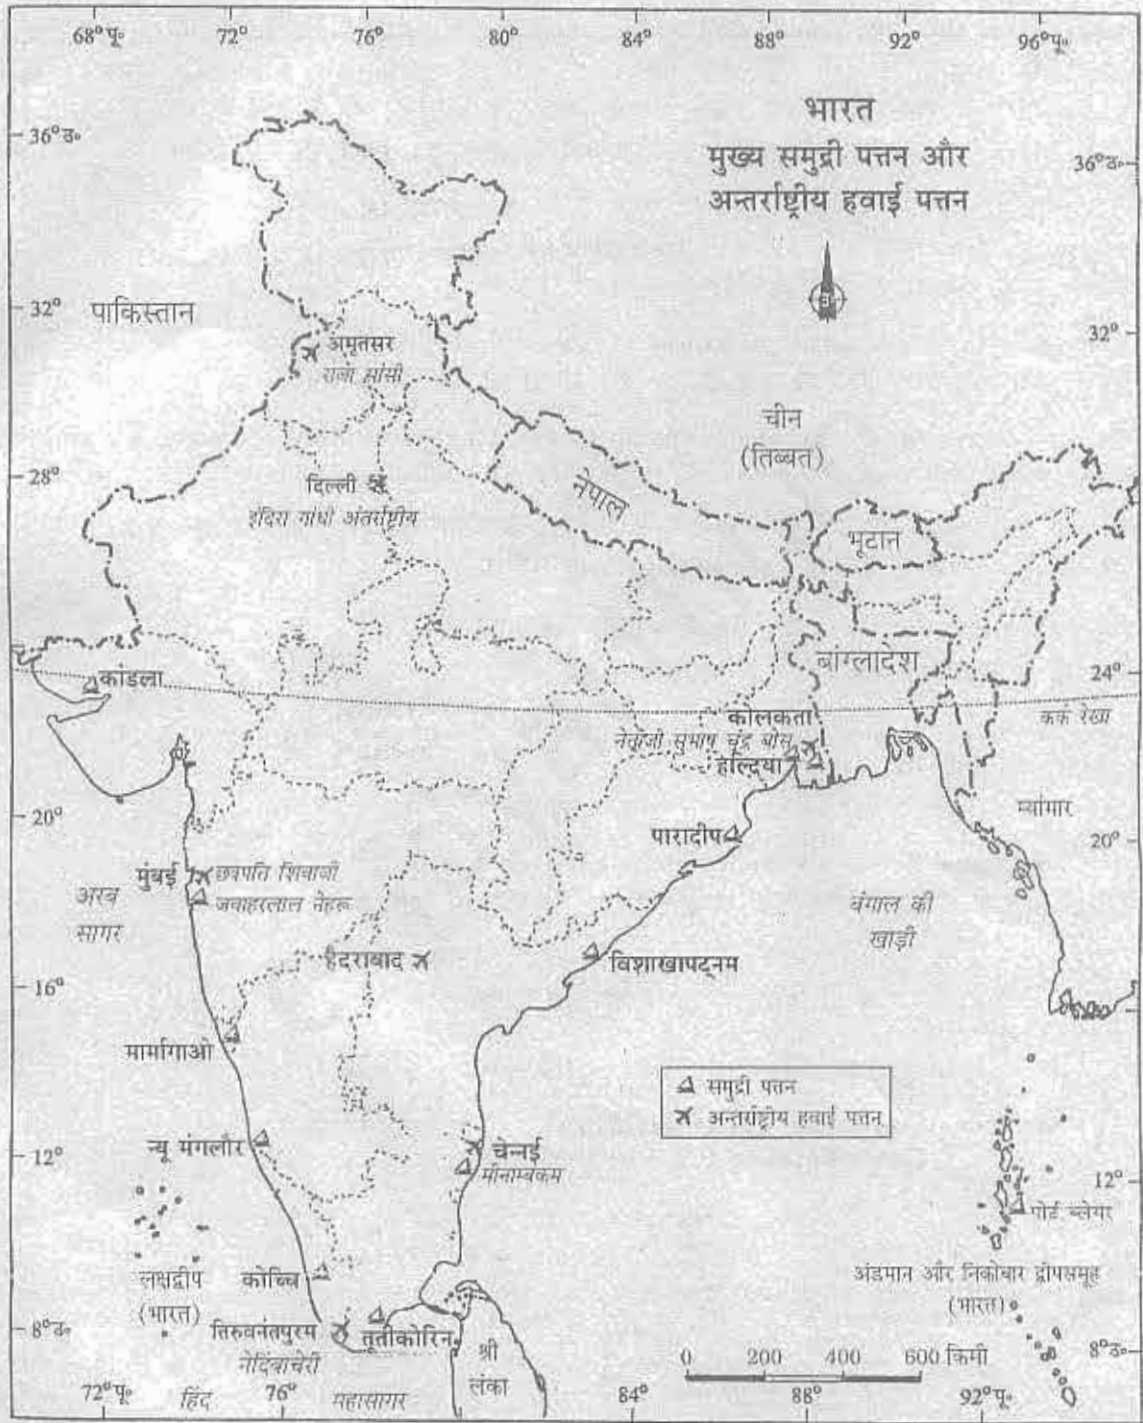 68° पू॰ 72° 76° 80° 84° 88° 92° 96° पू॰
भारत
मुख्य समुद्री पत्तन और
अन्तर्राष्ट्रीय हवाई पत्तन
36° उ॰
36° उ॰
32°
पाकिस्तान
32°
अमृतसर
राजा सांसी
चीन
(तिब्बत)
28°
28°
दिल्ली
इंदिरा गांधी अंतर्राष्ट्रीय
नेपाल
भूटान
बांग्लादेश
24°
कांडला
कर्क रेखा
कोलकता
नेताजी सुभाष चंद्र बोस
हल्दिया
म्यांमार
20°
20°
पारादीप
मुंबई
छत्रपति शिवाजी
जवाहरलाल नेहरू
अरब
सागर
बंगाल की
खाड़ी
हैदराबाद
विशाखापट्नम
16°
मार्मागाओ
समुद्री पत्तन
अन्तर्राष्ट्रीय हवाई पत्तन
न्यू मंगलौर
चेन्नई
मीनाम्बकम
12°
12°
पोर्ट ब्लेयर
लक्षद्वीप
(भारत)
कोच्चि
अंडमान और निकोबार द्वीपसमूह
(भारत)
8° उ॰
तिरुवनंतपुरम
नेदिंबाचेरी
तूतीकोरिन
श्री
लंका
0 200 400 600 किमी
8° उ॰
72° पू॰
हिंद
76°
महासागर
84°
88°
92° पू॰